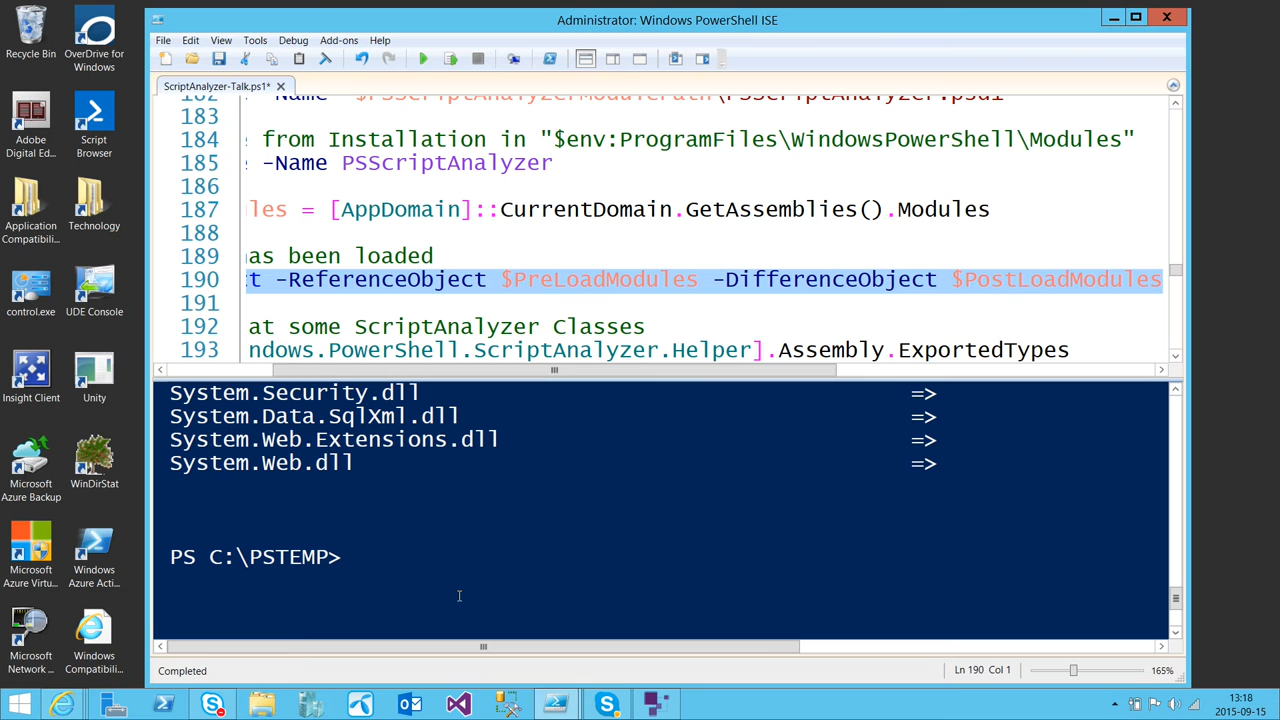 Administrator: Windows PowerShell ISE
File Edit View Tools Debug Add-ons Help
ScriptAnalyzer-Talk.ps1*
182 -Name $PSScriptAnalyzerModulePath\PSScriptAnalyzer.psd1
183
184 e from Installation in "$env:ProgramFiles\WindowsPowerShell\Modules"
185 e -Name PSScriptAnalyzer
186
187 les = [AppDomain]::CurrentDomain.GetAssemblies().Modules
188
189 as been loaded
190 ct -ReferenceObject $PreLoadModules -DifferenceObject $PostLoadModules
191
192 at some ScriptAnalyzer Classes
193 ndows.PowerShell.ScriptAnalyzer.Helper].Assembly.ExportedTypes
System.Security.dll =>
System.Data.SqlXml.dll =>
System.Web.Extensions.dll =>
System.Web.dll =>
PS C:\PSTEMP>
Completed
Ln 190 Col 1
165%
Recycle Bin
OverDrive for
Windows
Adobe
Digital Ed...
Script
Browser
Application
Compatibili...
Technology
control.exe
UDE Console
Insight Client
Unity
Microsoft
Azure Backup
WinDirStat
Microsoft
Azure Virtu...
Windows
Azure Acti...
Microsoft
Network ...
Windows
Compatibili...
13:18
2015-09-15